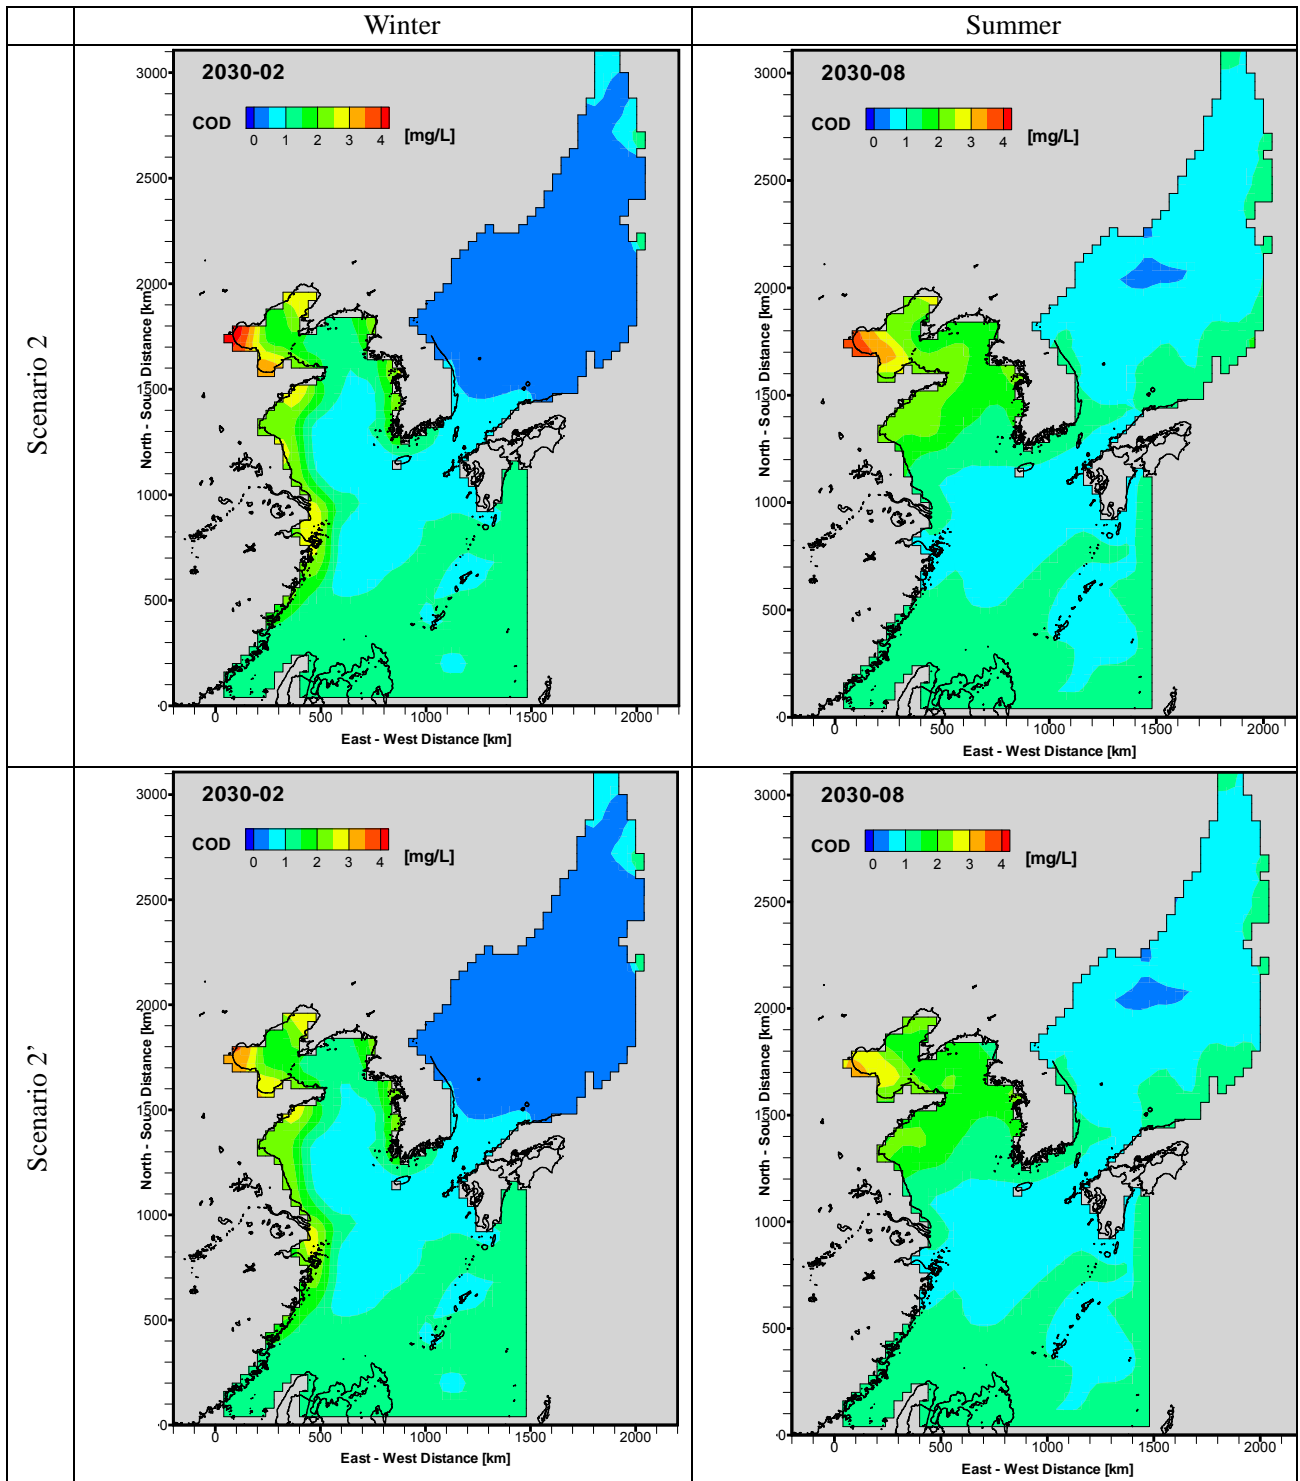 Winter
Summer
Scenario 2
2030-02
COD
0 1 2 3 4
[mg/L]
3000
2500
2000
1500
1000
500
0
North - South Distance [km]
0 500 1000 1500 2000
East - West Distance [km]
2030-08
COD
0 1 2 3 4
[mg/L]
3000
2500
2000
1500
1000
500
0
North - South Distance [km]
0 500 1000 1500 2000
East - West Distance [km]
Scenario 2’
2030-02
COD
0 1 2 3 4
[mg/L]
3000
2500
2000
1500
1000
500
0
North - South Distance [km]
0 500 1000 1500 2000
East - West Distance [km]
2030-08
COD
0 1 2 3 4
[mg/L]
3000
2500
2000
1500
1000
500
0
North - South Distance [km]
0 500 1000 1500 2000
East - West Distance [km]